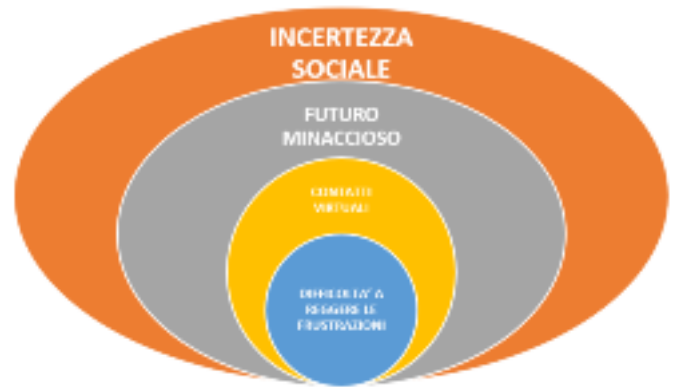 INCERTEZZA
SOCIALE
FUTURO
MINACCIOSO
CONTATTI
VIRTUALI
DIFFICOLTA' A
REGGERE LE
FRUSTRAZIONI